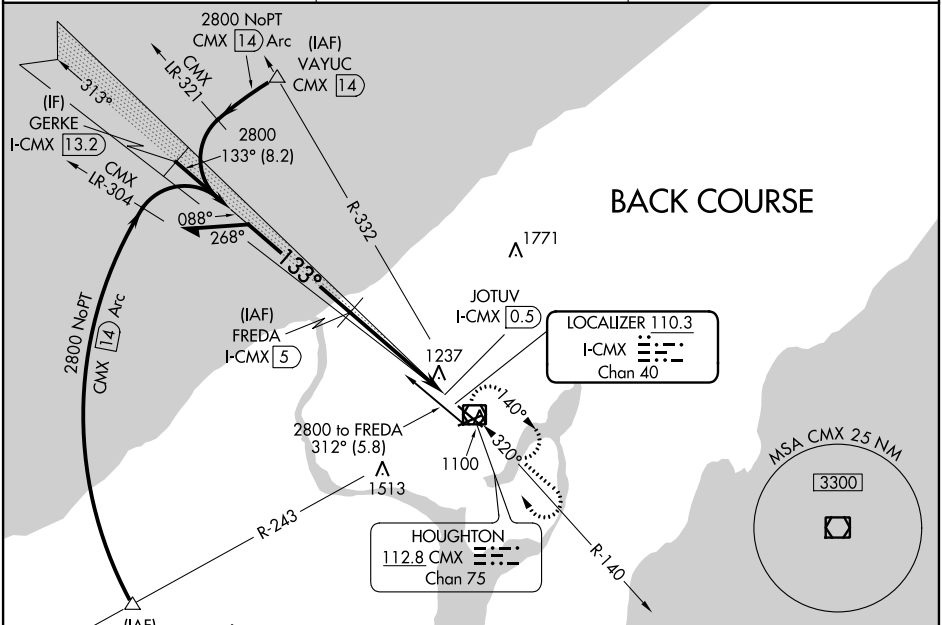 2800 NoPT
CMX 14 Arc
(IAF)
VAYUC
CMX 14
CMX
LR-321
313°
(IF)
GERKE
I-CMX 13.2
2800
133° (8.2)
CMX
LR-304
088°
268°
R-332
BACK COURSE
1771
133°
2800 NoPT
CMX 14 Arc
(IAF)
FREDA
I-CMX 5
JOTUV
I-CMX 0.5
LOCALIZER 110.3
I-CMX
Chan 40
1237
2800 to FREDA
312° (5.8)
140°
320°
1100
1513
MSA CMX 25 NM
3300
R-243
HOUGHTON
112.8 CMX
Chan 75
R-140
(IAF)